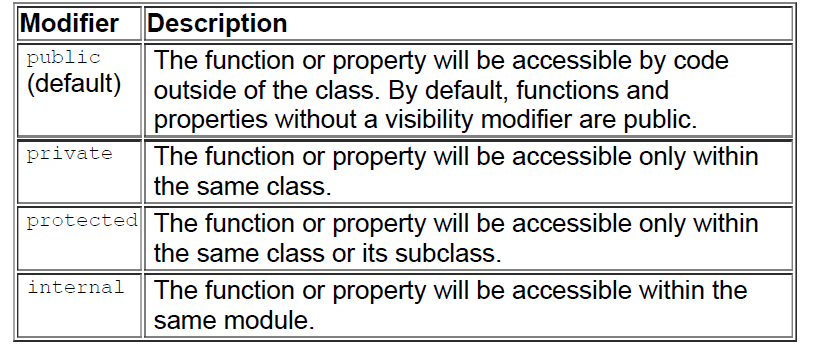 Modifier Description
public
(default)
The function or property will be accessible by code
outside of the class. By default, functions and
properties without a visibility modifier are public.
private
The function or property will be accessible only within
the same class.
protected
The function or property will be accessible only within
the same class or its subclass.
internal
The function or property will be accessible within the
same module.